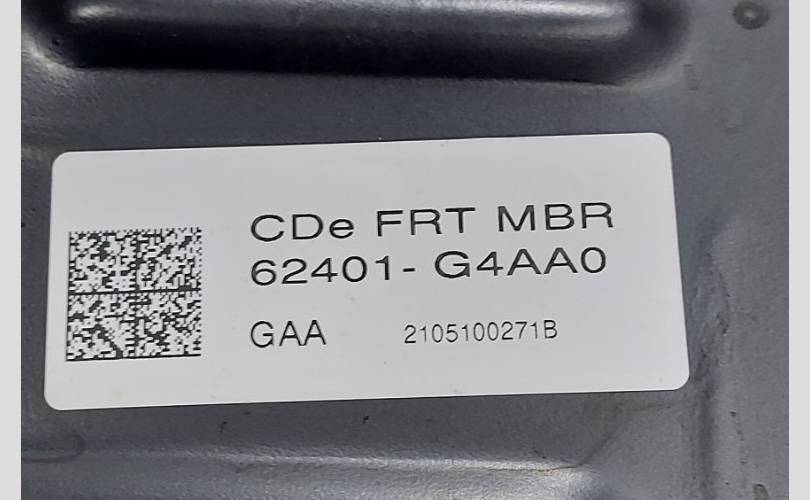 CDe FRT MBR
62401- G4AA0
GAA 2105100271B